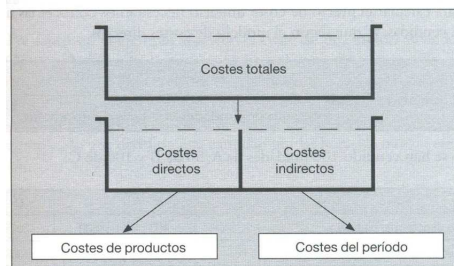 Costes totales
Costes
directos
Costes
indirectos
Costes de productos
Costes del período